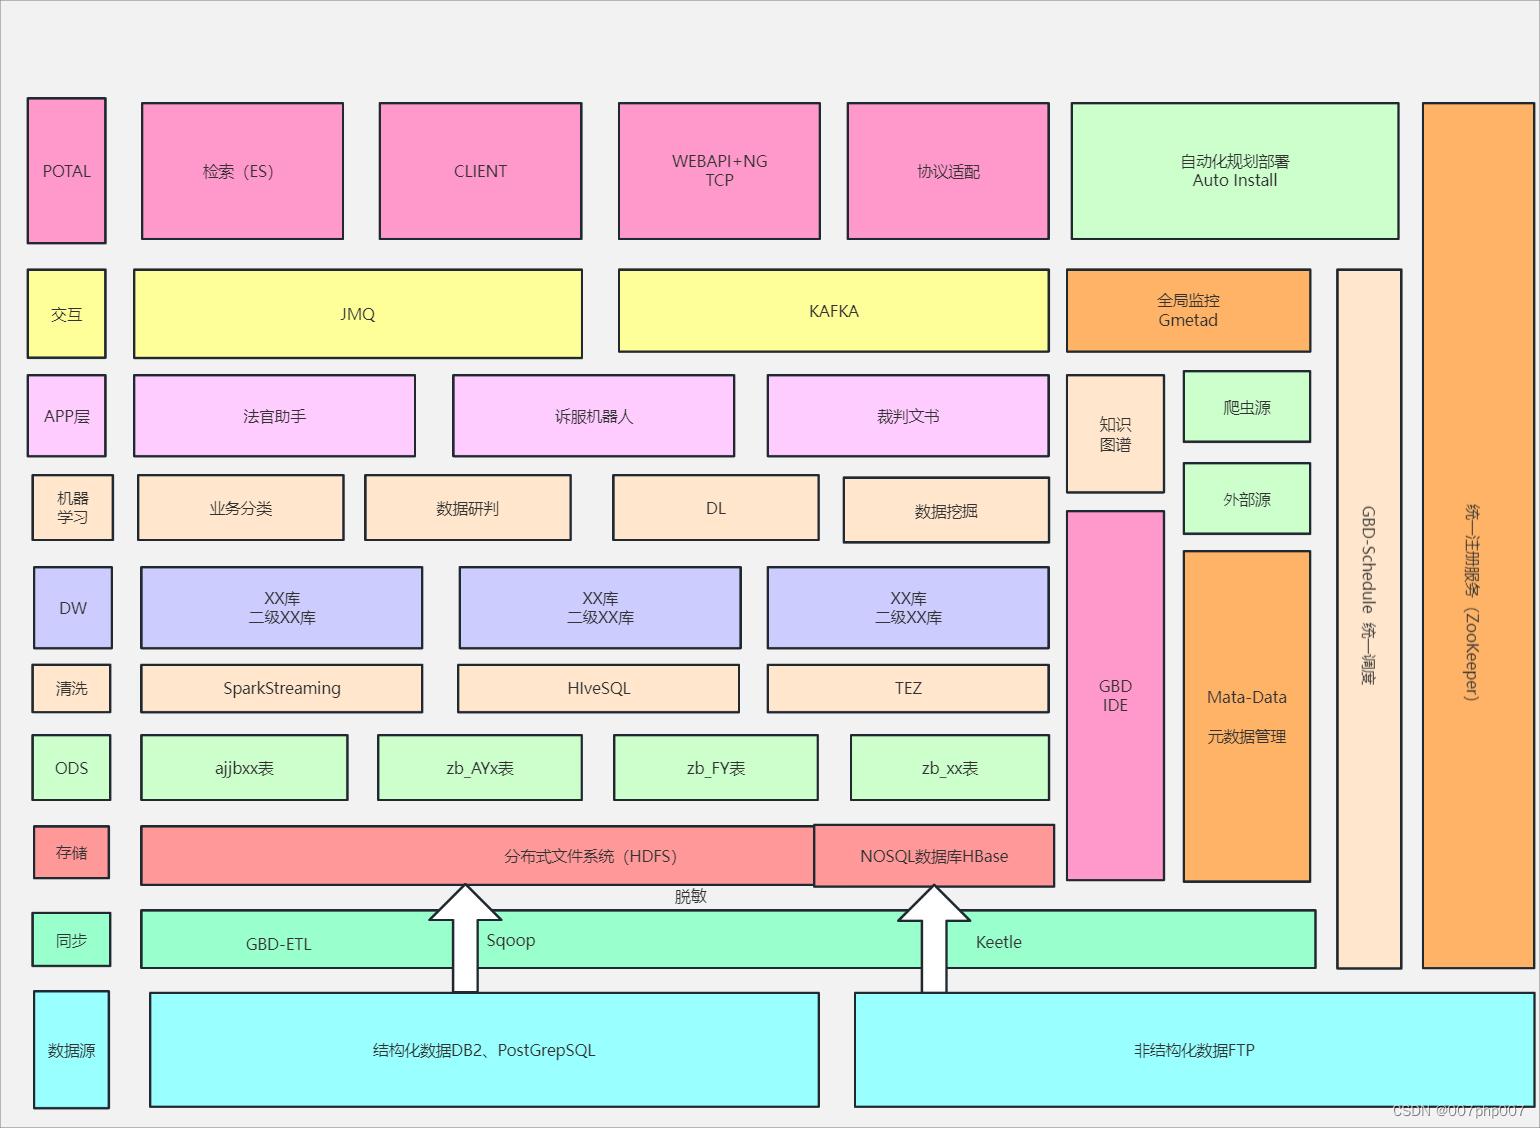 POTAL
检索（ES）
CLIENT
WEBAPI+NG
TCP
协议适配
自动化规划部署
Auto Install
交互
JMQ
KAFKA
全局监控
Gmetad
APP层
法官助手
诉服机器人
裁判文书
知识
图谱
爬虫源
外部源
机器
学习
业务分类
数据研判
DL
数据挖掘
GBD-Schedule 统一调度
统一注册服务（ZooKeeper）
DW
XX库
二级XX库
XX库
二级XX库
XX库
二级XX库
GBD
IDE
Mata-Data
元数据管理
清洗
SparkStreaming
HIveSQL
TEZ
ODS
ajjbxx表
zb_AYx表
zb_FY表
zb_xx表
存储
分布式文件系统（HDFS）
NOSQL数据库HBase
脱敏
同步
GBD-ETL
Sqoop
Keetle
数据源
结构化数据DB2、PostGrepSQL
非结构化数据FTP
CSDN @007php007